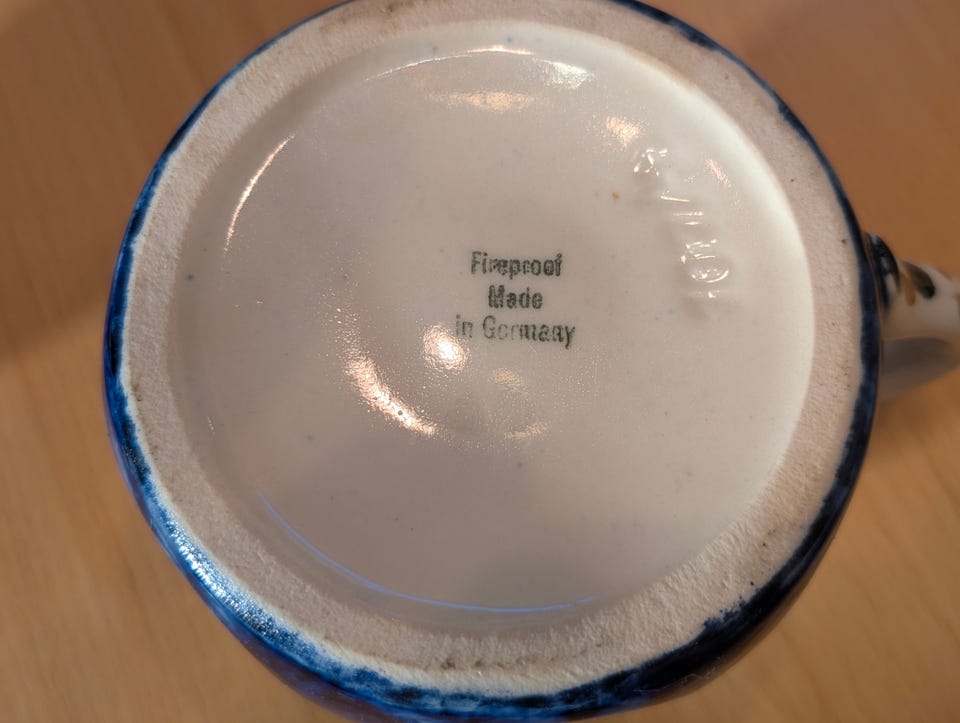 Fireproof
Made
in Germany